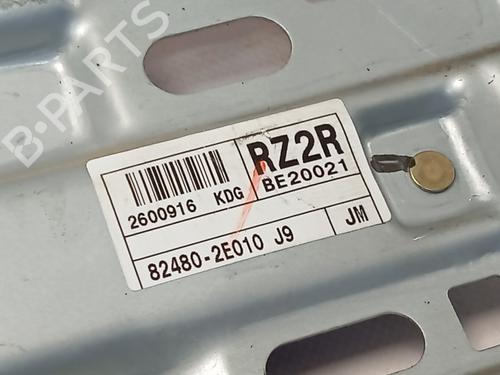 B-PARTS
RZ2R
2600916 KDG BE20021
82480-2E010 J9 JM